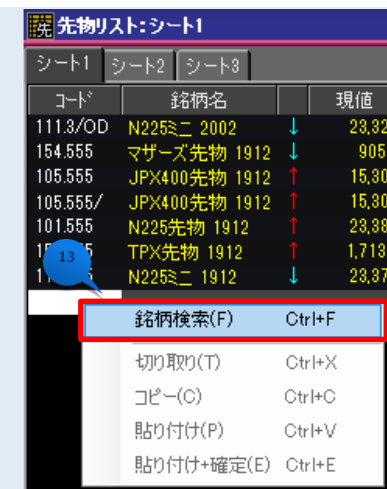 先 先物リスト:シート1
シート1 シート2 シート3
コード 銘柄名 現値
111.3/OD N225ミニ 2002 ↓ 23,32
154.555 マザーズ先物 1912 ↓ 905
105.555 JPX400先物 1912 ↑ 15,30
105.555/ JPX400先物 1912 ↑ 15,30
101.555 N225先物 1912 ↑ 23,38
TPX先物 1912 ↑ 1,713
N225ミニ 1912 ↓ 23,37
13
銘柄検索(F) Ctrl+F
切り取り(T) Ctrl+X
コピー(C) Ctrl+C
貼り付け(P) Ctrl+V
貼り付け+確定(E) Ctrl+E